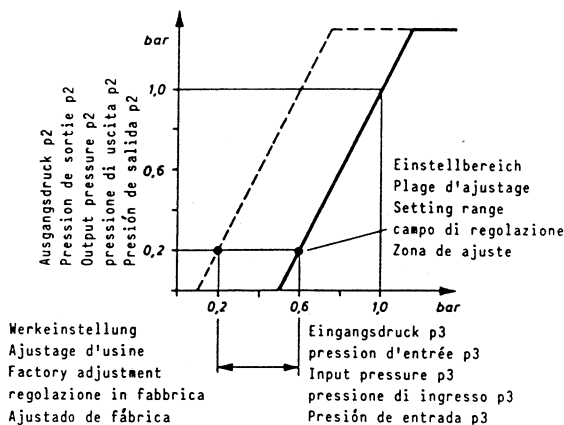 bar
Ausgangsdruck p2
Pression de sortie p2
Output pressure p2
pressione di uscita p2
Presión de salida p2
1,0
0,6
0,2
Einstellbereich
Plage d'ajustage
Setting range
campo di regolazione
Zona de ajuste
0,2
0,6
1,0
bar
Werkeinstellung
Ajustage d'usine
Factory adjustment
regolazione in fabbrica
Ajustado de fábrica
Eingangsdruck p3
pression d'entrée p3
Input pressure p3
pressione di ingresso p3
Presión de entrada p3